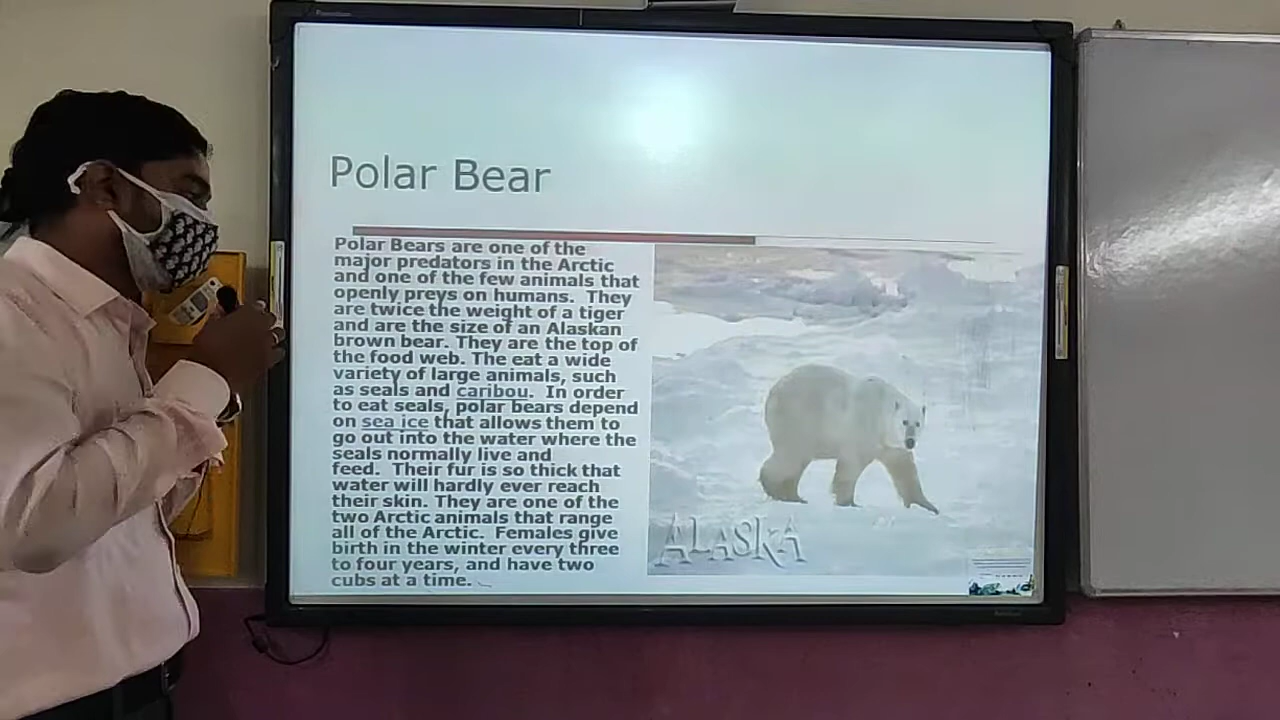 Polar Bear
Polar Bears are one of the
major predators in the Arctic
and one of the few animals that
openly preys on humans.  They
are twice the weight of a tiger
and are the size of an Alaskan
brown bear. They are the top of
the food web. The eat a wide
variety of large animals, such
as seals and caribou.  In order
to eat seals, polar bears depend
on sea ice that allows them to
go out into the water where the
seals normally live and
feed.  Their fur is so thick that
water will hardly ever reach
their skin. They are one of the
two Arctic animals that range
all of the Arctic.  Females give
birth in the winter every three
to four years, and have two
cubs at a time.
ALASKA